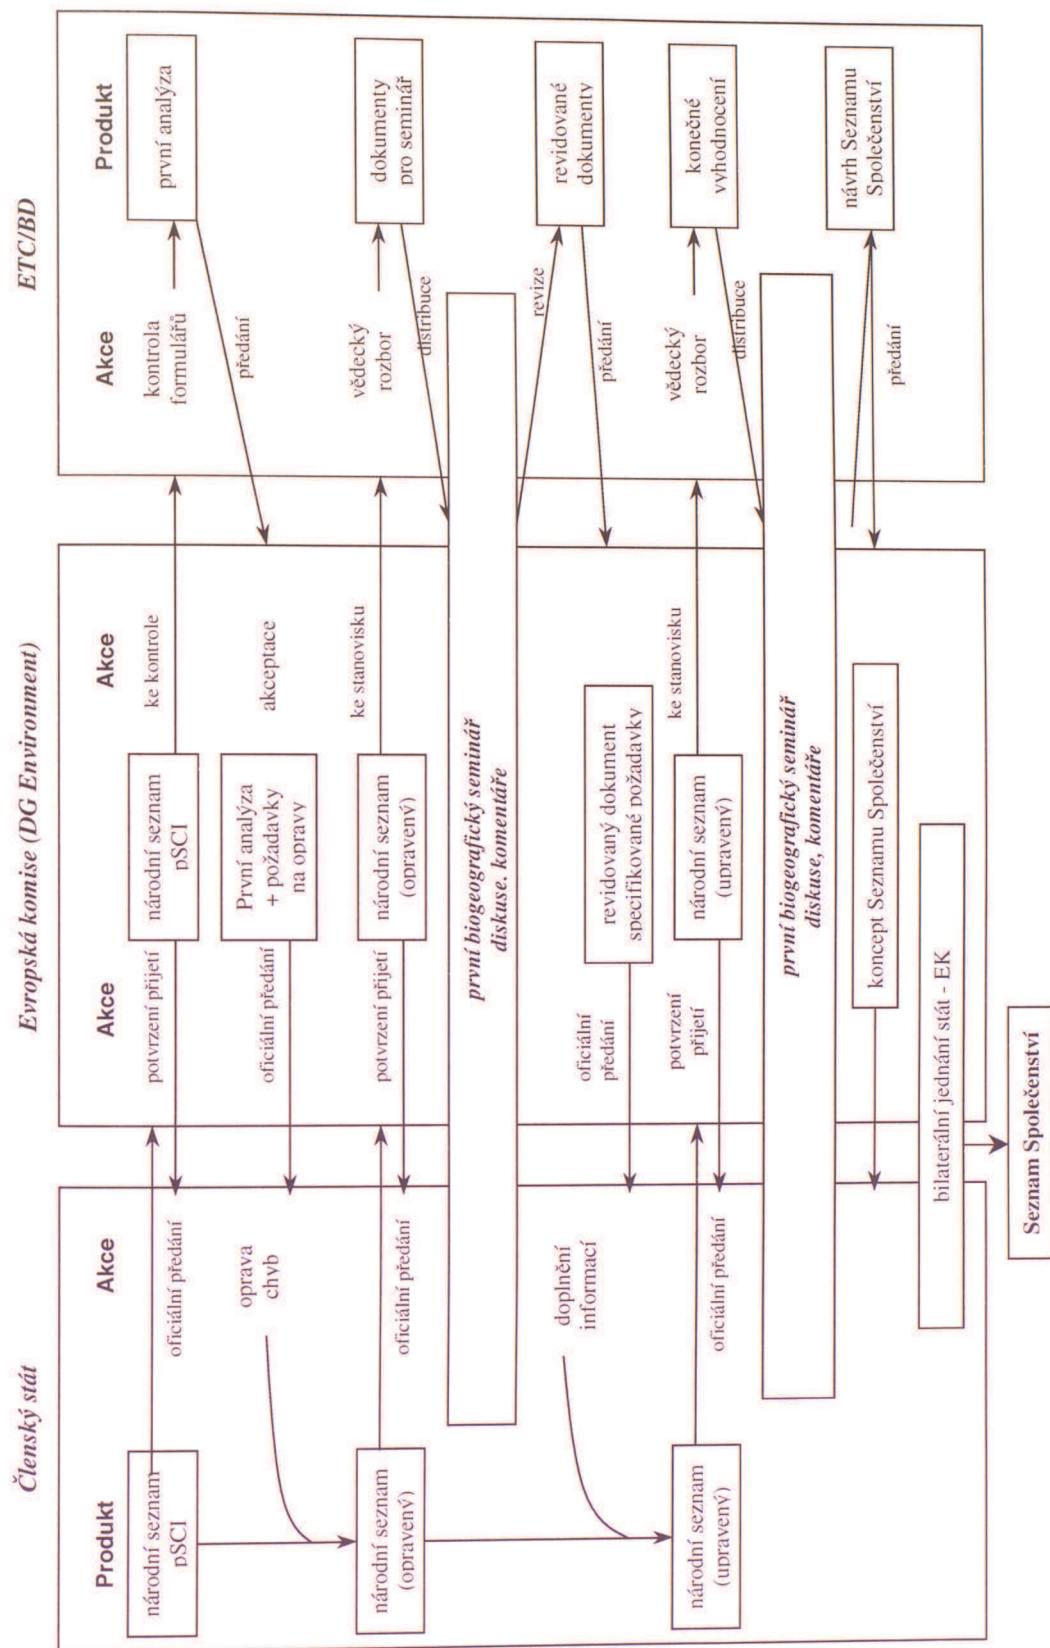 Členský stát
Evropská komise (DG Environment)
ETC/BD
Produkt
Akce
Akce
Akce
Akce
Produkt
národní seznam
pSCI
oficiální předání
potvrzení přijetí
národní seznam
pSCI
ke kontrole
kontrola
formulářů
první analýza
oprava
chyb
oficiální předání
První analýza
+ požadavky
na opravy
akceptace
předání
národní seznam
(opravený)
oficiální předání
potvrzení přijetí
národní seznam
(opravený)
ke stanovisku
vědecký
rozbor
dokumenty
pro seminář
distribuce
první biogeografický seminář
diskuse, komentáře
revize
revidované
dokumenty
doplnění
informací
oficiální
předání
revidovaný dokument
specifikované požadavky
předání
národní seznam
(upravený)
oficiální předání
potvrzení
přijetí
národní seznam
(upravený)
ke stanovisku
vědecký
rozbor
konečné
vyhodnocení
distribuce
první biogeografický seminář
diskuse, komentáře
koncept Seznamu Společenství
předání
návrh Seznamu
Společenství
bilaterální jednání stát - EK
Seznam Společenství